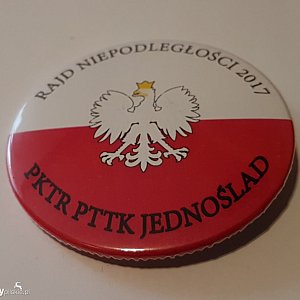 RAJD NIEPODLEGŁOŚCI 2017
PKTR PTTK JEDNOŚLAD